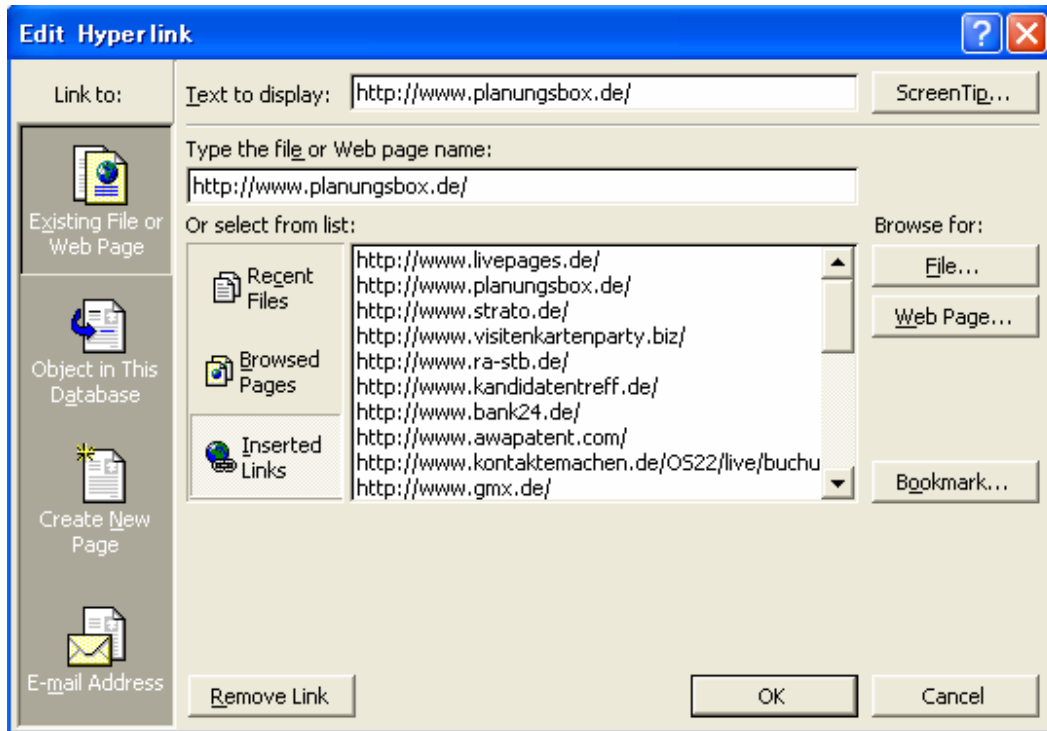 Edit Hyperlink
Link to:
Existing File or
Web Page
Object in This
Database
Create New
Page
E-mail Address
Text to display:
http://www.planungsbox.de/
ScreenTip...
Type the file or Web page name:
http://www.planungsbox.de/
Or select from list:
Recent
Files
Browsed
Pages
Inserted
Links
http://www.livepages.de/
http://www.planungsbox.de/
http://www.strato.de/
http://www.visitenkartenparty.biz/
http://www.ra-stb.de/
http://www.kandidatentreff.de/
http://www.bank24.de/
http://www.awapatent.com/
http://www.kontaktemachen.de/OS22/live/buchu
http://www.gmx.de/
Browse for:
File...
Web Page...
Bookmark...
Remove Link
OK
Cancel